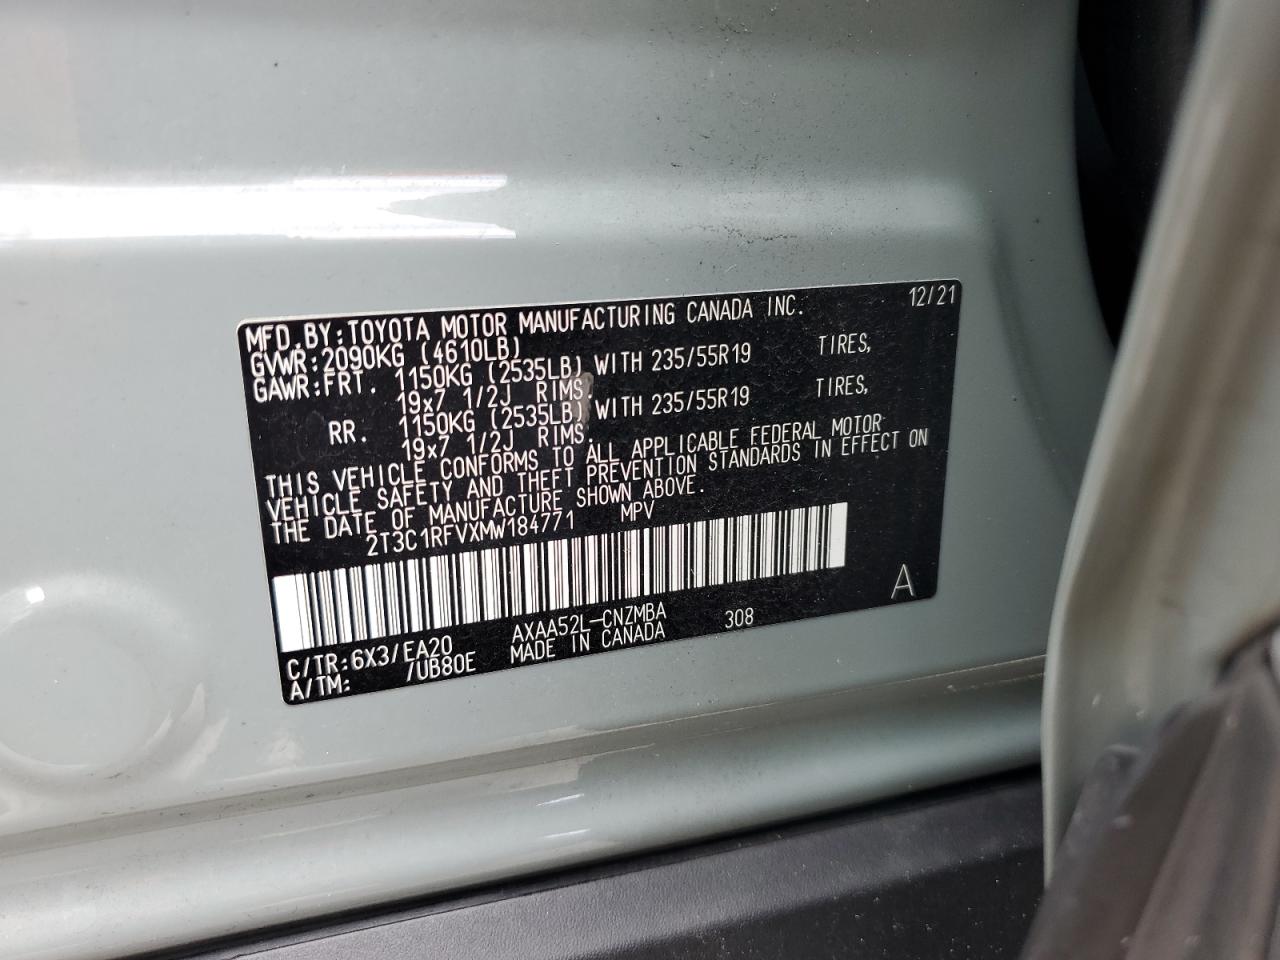 MFD.BY:TOYOTA MOTOR MANUFACTURING CANADA INC. 12/21
GVWR:2090KG (4610LB)
GAWR:FRT. 1150KG (2535LB) WITH 235/55R19 TIRES,
19x7 1/2J RIMS.
RR. 1150KG (2535LB) WITH 235/55R19 TIRES,
19x7 1/2J RIMS.
THIS VEHICLE CONFORMS TO ALL APPLICABLE FEDERAL MOTOR
VEHICLE SAFETY AND THEFT PREVENTION STANDARDS IN EFFECT ON
THE DATE OF MANUFACTURE SHOWN ABOVE.
2T3C1RFVXMW184771 MPV
A
C/TR:6X3/EA20 AXAA52L-CNZMBA 308
A/TM: /UB80E MADE IN CANADA